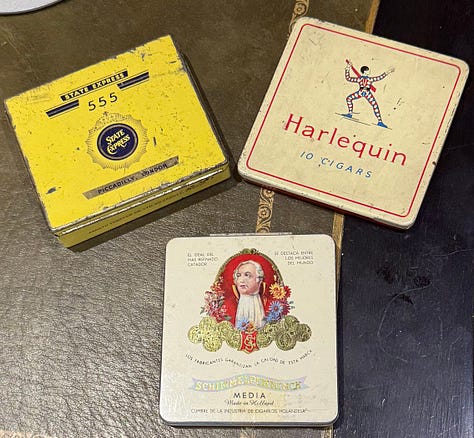 STATE EXPRESS
555
STATE
EXPRESS
PICCADILLY, LONDON
Harlequin
10 CIGARS
EL IDEAL DEL
MAS REFINADO
CATADOR
SE DESTACA ENTRE
LOS MEJORES
DEL MUNDO
LOS FABRICANTES GARANTIZAN LA CALIDAD DE ESTA MARCA
SCHIMMELPENNINCK
MEDIA
Made in Holland
CUMBRE DE LA INDUSTRIA DE CIGARROS HOLANDESA